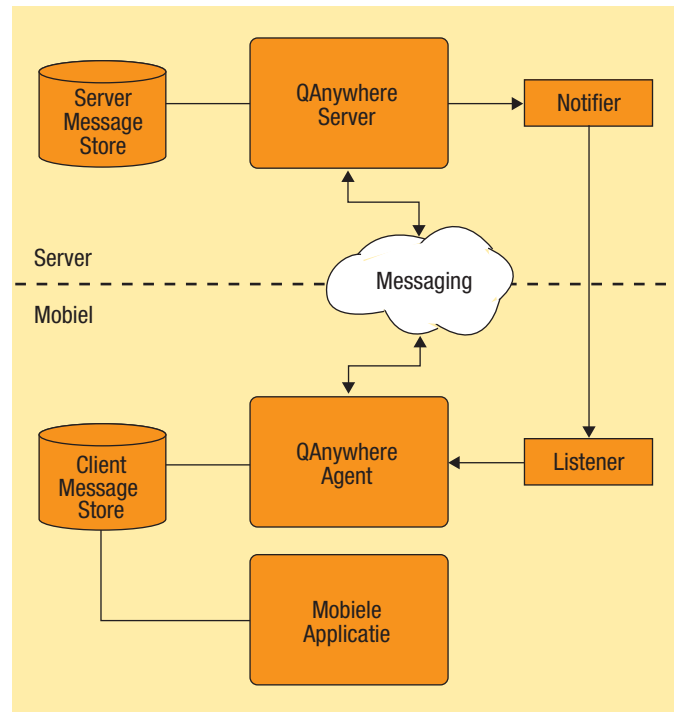 Server
Message
Store
QAnywhere
Server
Notifier
Messaging
Server
Mobiel
Client
Message
Store
QAnywhere
Agent
Listener
Mobiele
Applicatie